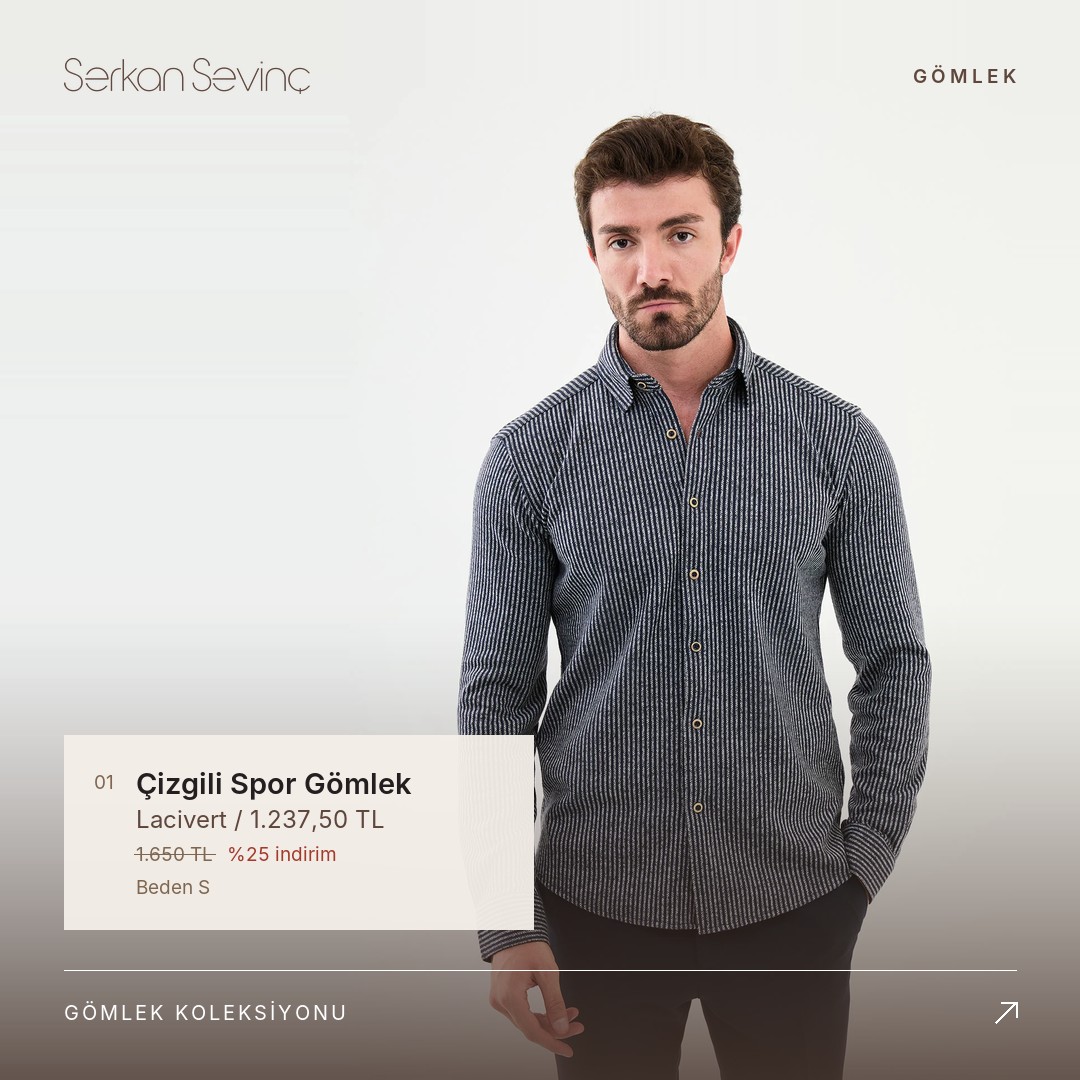 Serkan Sevinç
GÖMLEK
01 Çizgili Spor Gömlek
Lacivert / 1.237,50 TL
1.650 TL %25 indirim
Beden S
GÖMLEK KOLEKSİYONU